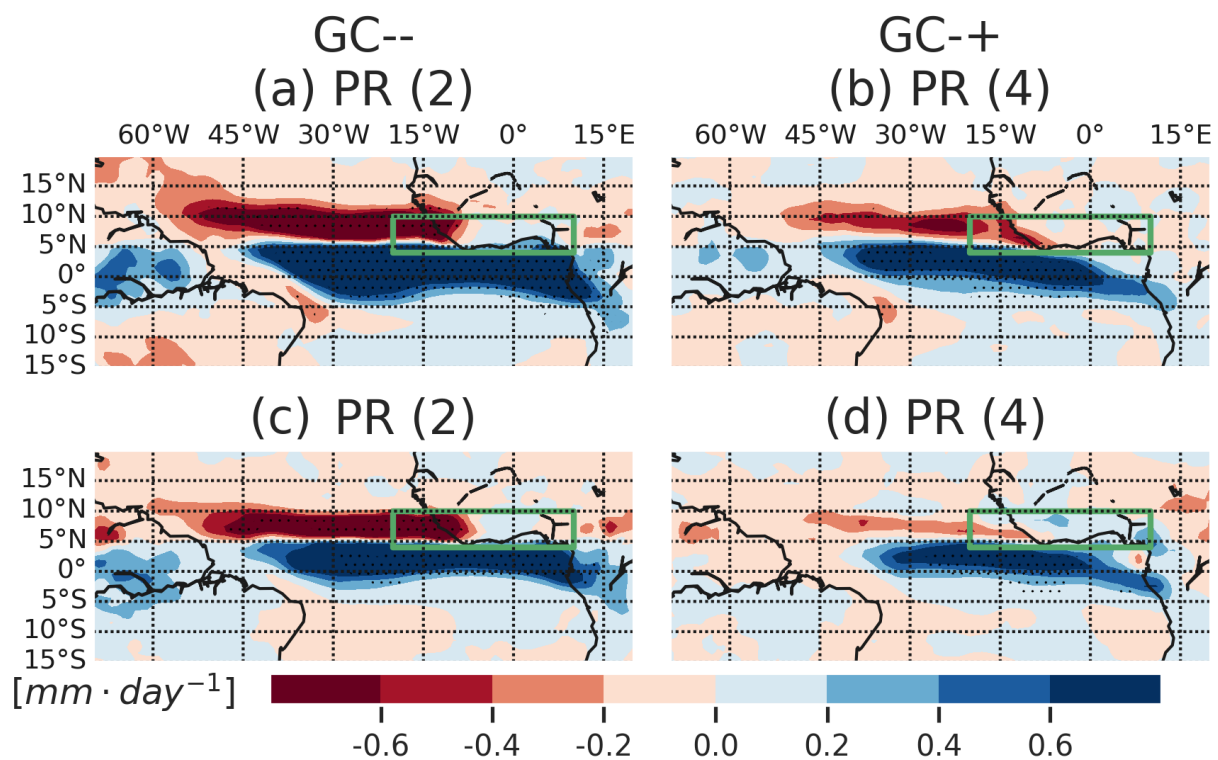 GC-- GC-+
(a) PR (2) (b) PR (4)
60°W 45°W 30°W 15°W 0° 15°E 60°W 45°W 30°W 15°W 0° 15°E
15°N
10°N
5°N
0°
5°S
10°S
15°S
(c) PR (2) (d) PR (4)
15°N
10°N
5°N
0°
5°S
10°S
15°S
[mm · day⁻¹]
-0.6 -0.4 -0.2 0.0 0.2 0.4 0.6